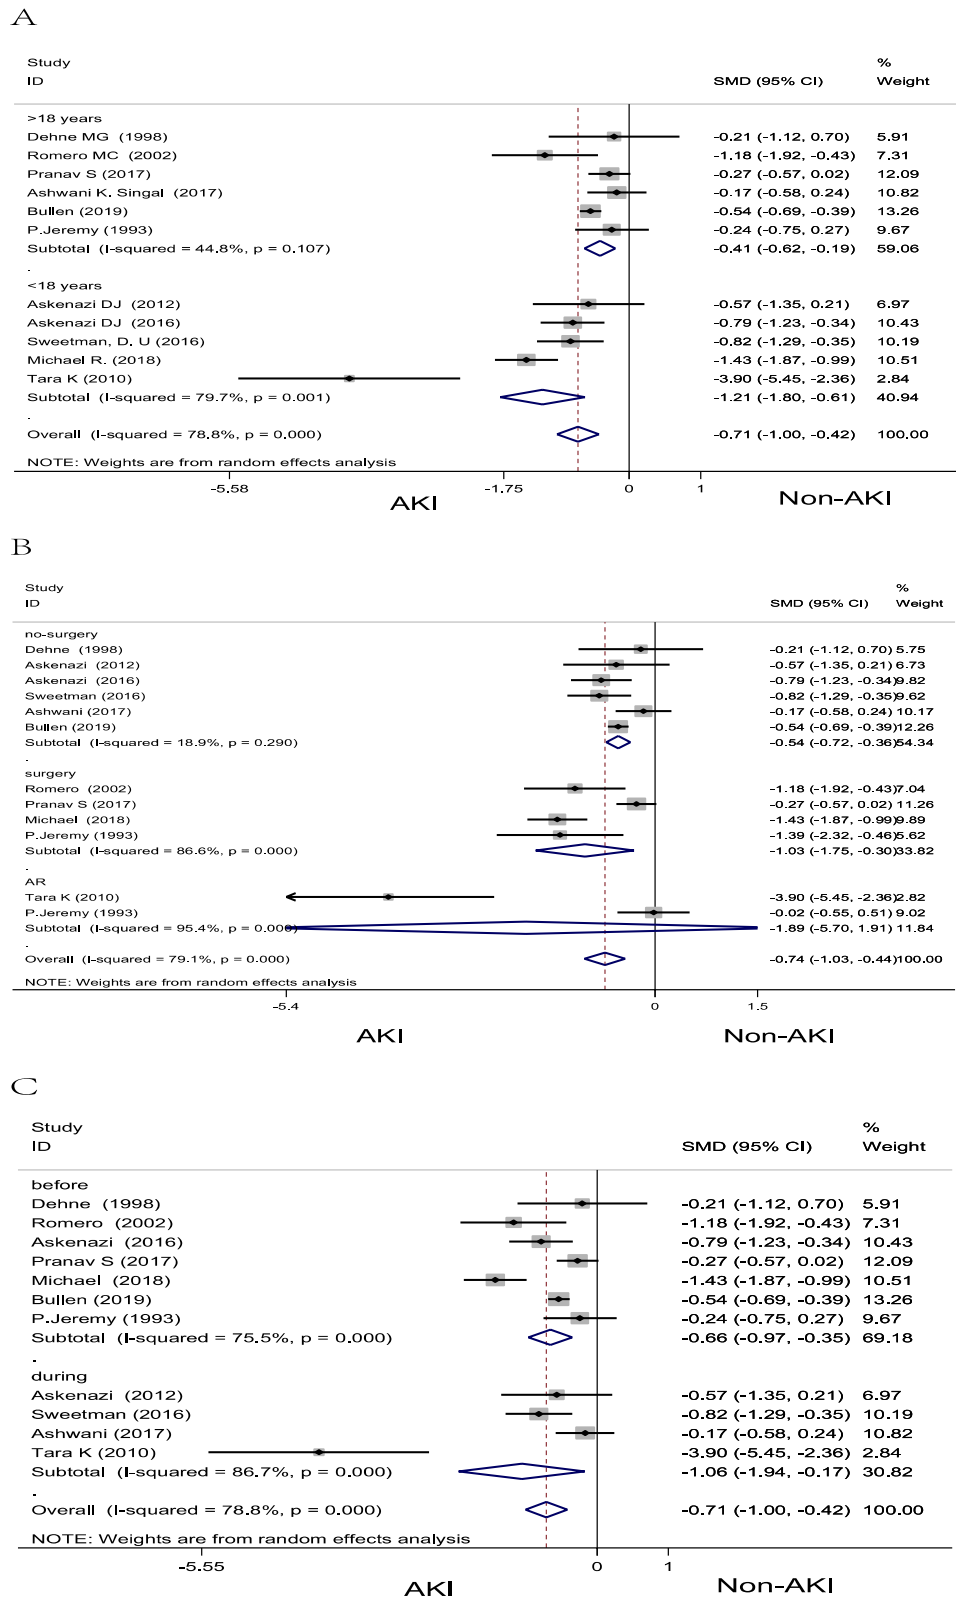 A
Study %
ID SMD (95% CI) Weight
>18 years
Dehne MG (1998) -0.21 (-1.12, 0.70) 5.91
Romero MC (2002) -1.18 (-1.92, -0.43) 7.31
Pranav S (2017) -0.27 (-0.57, 0.02) 12.09
Ashwani K. Singal (2017) -0.17 (-0.58, 0.24) 10.82
Bullen (2019) -0.54 (-0.69, -0.39) 13.26
P.Jeremy (1993) -0.24 (-0.75, 0.27) 9.67
Subtotal (I-squared = 44.8%, p = 0.107) -0.41 (-0.62, -0.19) 59.06
.
<18 years
Askenazi DJ (2012) -0.57 (-1.35, 0.21) 6.97
Askenazi DJ (2016) -0.79 (-1.23, -0.34) 10.43
Sweetman, D. U (2016) -0.82 (-1.29, -0.35) 10.19
Michael R. (2018) -1.43 (-1.87, -0.99) 10.51
Tara K (2010) -3.90 (-5.45, -2.36) 2.84
Subtotal (I-squared = 79.7%, p = 0.001) -1.21 (-1.80, -0.61) 40.94
.
Overall (I-squared = 78.8%, p = 0.000) -0.71 (-1.00, -0.42) 100.00
NOTE: Weights are from random effects analysis
-5.58 -1.75 0 1
AKI Non-AKI
B
Study %
ID SMD (95% CI) Weight
no-surgery
Dehne (1998) -0.21 (-1.12, 0.70) 5.75
Askenazi (2012) -0.57 (-1.35, 0.21) 6.73
Askenazi (2016) -0.79 (-1.23, -0.34) 9.82
Sweetman (2016) -0.82 (-1.29, -0.35) 9.62
Ashwani (2017) -0.17 (-0.58, 0.24) 10.17
Bullen (2019) -0.54 (-0.69, -0.39) 12.26
Subtotal (I-squared = 18.9%, p = 0.290) -0.54 (-0.72, -0.36) 54.34
.
surgery
Romero (2002) -1.18 (-1.92, -0.43) 7.04
Pranav S (2017) -0.27 (-0.57, 0.02) 11.26
Michael (2018) -1.43 (-1.87, -0.99) 9.89
P.Jeremy (1993) -1.39 (-2.32, -0.46) 5.62
Subtotal (I-squared = 86.6%, p = 0.000) -1.03 (-1.75, -0.30) 33.82
.
AR
Tara K (2010) -3.90 (-5.45, -2.36) 2.82
P.Jeremy (1993) -0.02 (-0.55, 0.51) 9.02
Subtotal (I-squared = 95.4%, p = 0.000) -1.89 (-5.70, 1.91) 11.84
.
Overall (I-squared = 79.1%, p = 0.000) -0.74 (-1.03, -0.44) 100.00
NOTE: Weights are from random effects analysis
-5.4 0 1.5
AKI Non-AKI
C
Study %
ID SMD (95% CI) Weight
before
Dehne (1998) -0.21 (-1.12, 0.70) 5.91
Romero (2002) -1.18 (-1.92, -0.43) 7.31
Askenazi (2016) -0.79 (-1.23, -0.34) 10.43
Pranav S (2017) -0.27 (-0.57, 0.02) 12.09
Michael (2018) -1.43 (-1.87, -0.99) 10.51
Bullen (2019) -0.54 (-0.69, -0.39) 13.26
P.Jeremy (1993) -0.24 (-0.75, 0.27) 9.67
Subtotal (I-squared = 75.5%, p = 0.000) -0.66 (-0.97, -0.35) 69.18
.
during
Askenazi (2012) -0.57 (-1.35, 0.21) 6.97
Sweetman (2016) -0.82 (-1.29, -0.35) 10.19
Ashwani (2017) -0.17 (-0.58, 0.24) 10.82
Tara K (2010) -3.90 (-5.45, -2.36) 2.84
Subtotal (I-squared = 86.7%, p = 0.000) -1.06 (-1.94, -0.17) 30.82
.
Overall (I-squared = 78.8%, p = 0.000) -0.71 (-1.00, -0.42) 100.00
NOTE: Weights are from random effects analysis
-5.55 0 1
AKI Non-AKI